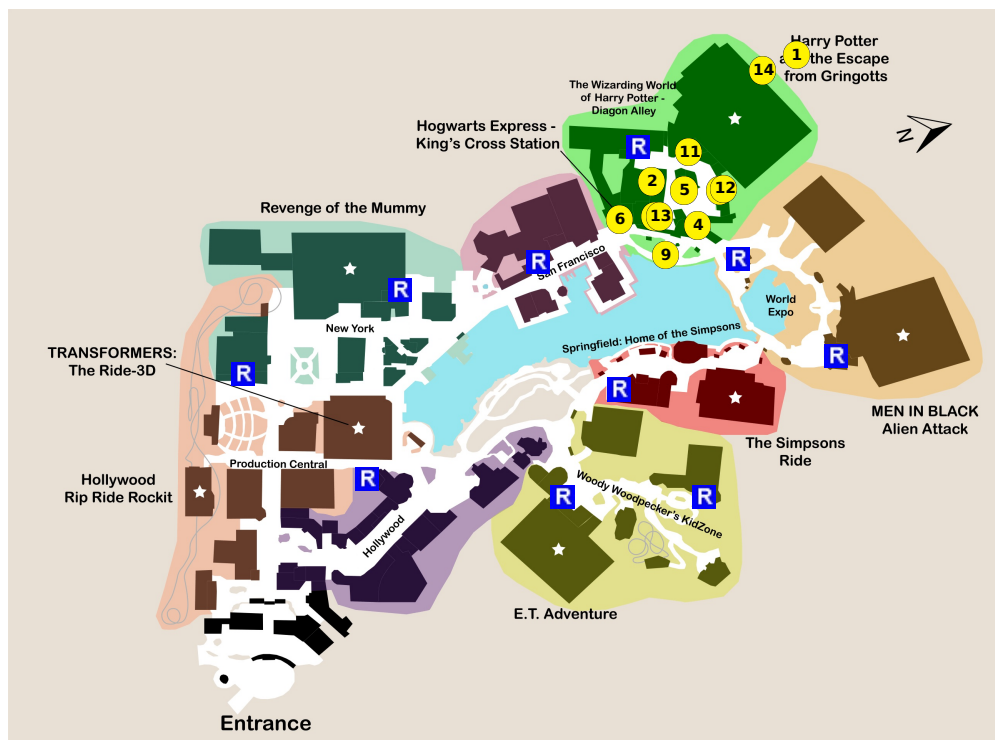 Harry Potter
1
the Escape
from Gringotts
14
The Wizarding World
of Harry Potter -
Diagon Alley
Hogwarts Express -
King's Cross Station
N
R
11
2
5
12
6
13
4
9
Revenge of the Mummy
R
San Francisco
R
World
Expo
R
New York
Springfield: Home of the Simpsons
R
TRANSFORMERS:
The Ride-3D
R
R
MEN IN BLACK
Alien Attack
The Simpsons
Ride
Production Central
R
Hollywood
Rip Ride Rockit
Hollywood
Woody Woodpecker's KidZone
R
R
E.T. Adventure
Entrance